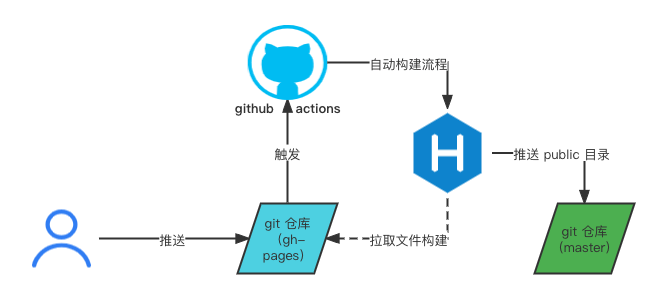 自动构建流程
github actions
触发
推送 public 目录
git 仓库
（gh-
pages）
git 仓库
（master）
推送
拉取文件构建